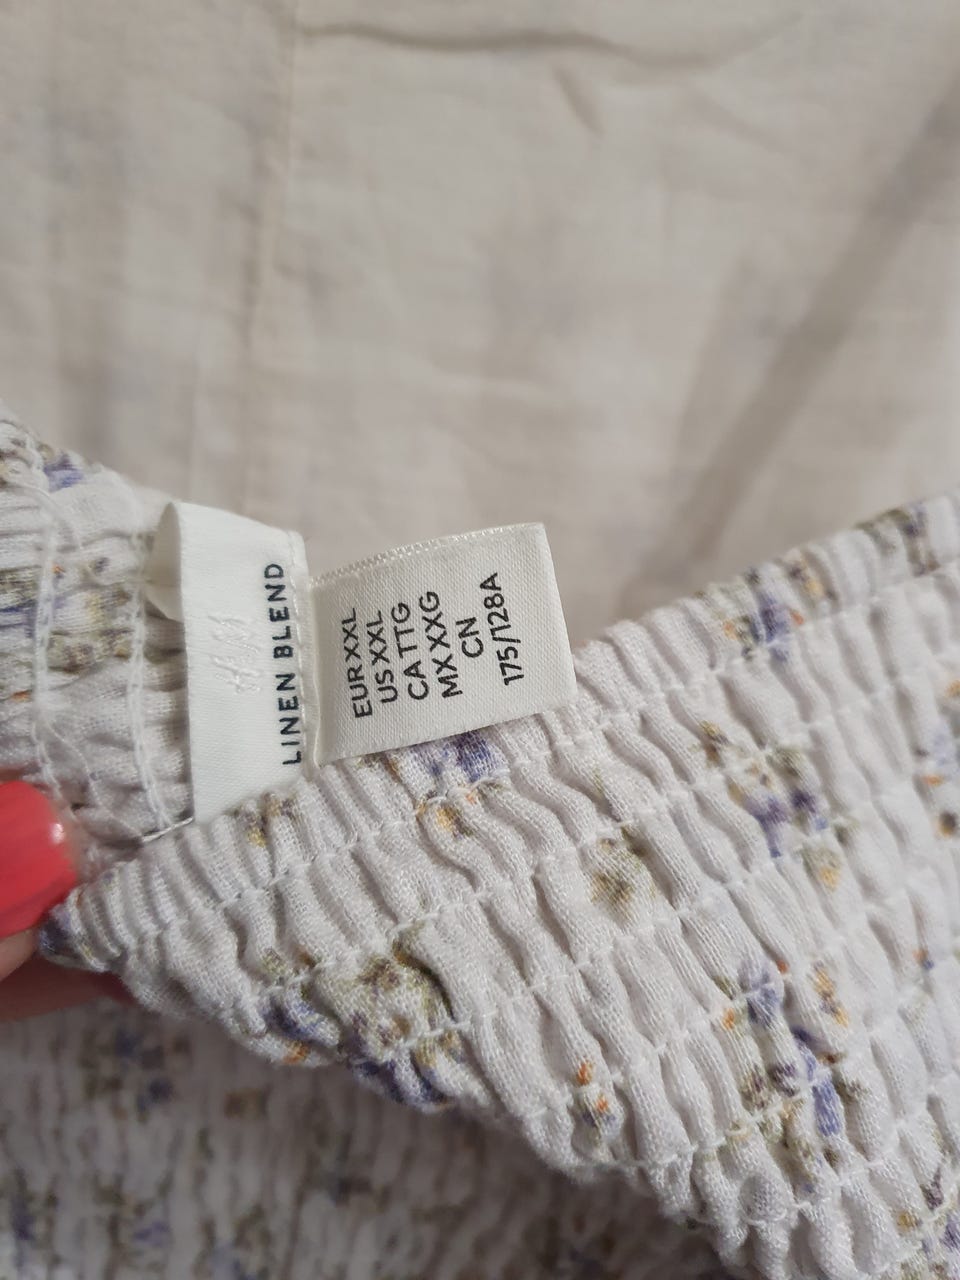 H&M
LINEN BLEND
EUR XXL
US XXL
CA TTG
MX XXG
CN
175/128A